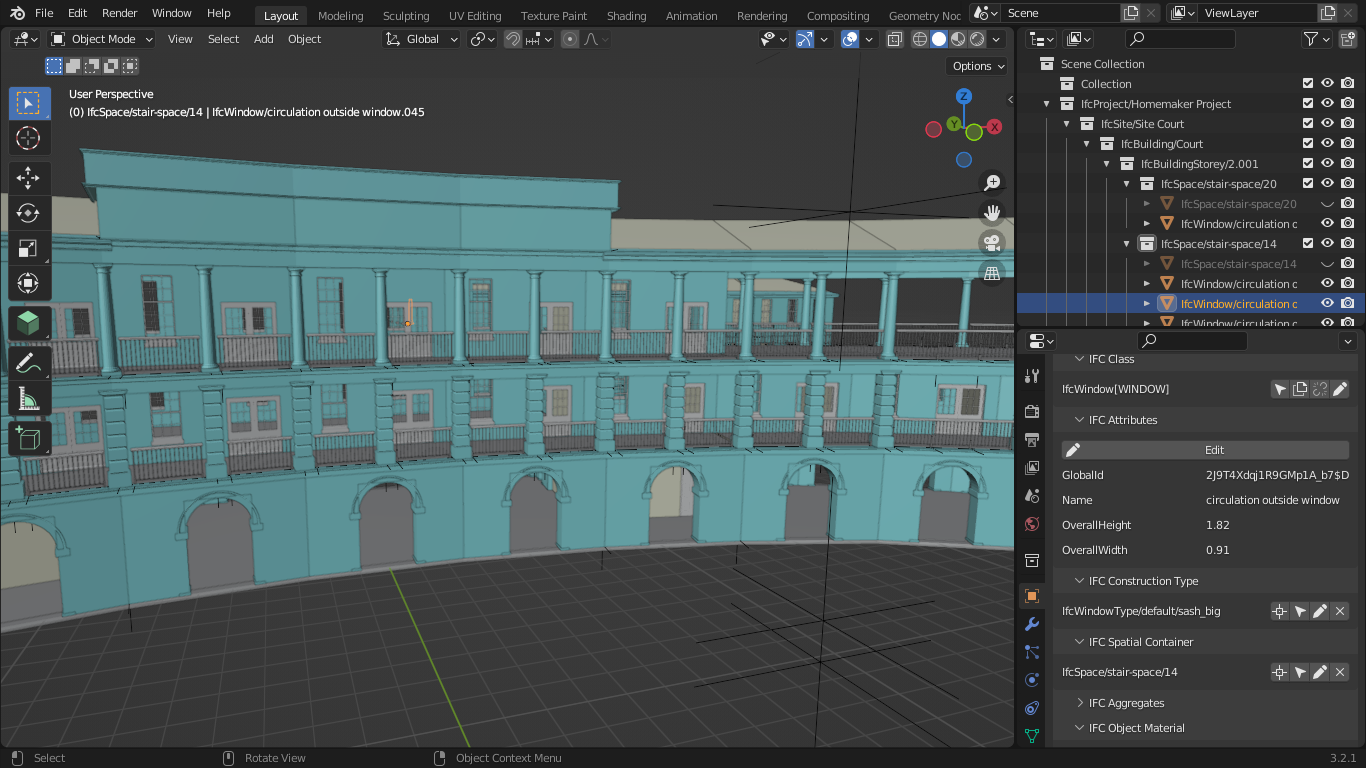 File Edit Render Window Help
Layout Modeling Sculpting UV Editing Texture Paint Shading Animation Rendering Compositing Geometry Noc
Scene
ViewLayer
Object Mode View Select Add Object
Global
Options
User Perspective
(0) IfcSpace/stair-space/14 | IfcWindow/circulation outside window.045
Z
Y
X
Scene Collection
Collection
IfcProject/Homemaker Project
IfcSite/Site Court
IfcBuilding/Court
IfcBuildingStorey/2.001
IfcSpace/stair-space/20
IfcSpace/stair-space/20
IfcWindow/circulation c
IfcSpace/stair-space/14
IfcSpace/stair-space/14
IfcWindow/circulation c
IfcWindow/circulation c
IfcWindow/circulation c
IFC Class
IfcWindow[WINDOW]
IFC Attributes
Edit
GlobalId 2J9T4Xdqj1R9GMp1A_b7$D
Name circulation outside window
OverallHeight 1.82
OverallWidth 0.91
IFC Construction Type
IfcWindowType/default/sash_big
IFC Spatial Container
IfcSpace/stair-space/14
IFC Aggregates
IFC Object Material
Select
Rotate View
Object Context Menu
3.2.1